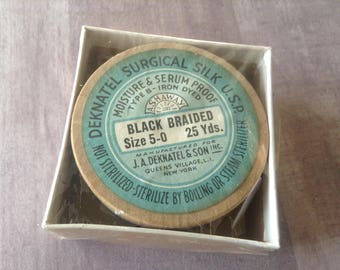 DEKNATEL SURGICAL SILK U.S.P.
MOISTURE & SERUM PROOF
TYPE B-IRON DYED
ASHAWAY
BLACK BRAIDED
Size 5-0 25 Yds.
MANUFACTURED FOR
J. A. DEKNATEL & SON INC.
QUEENS VILLAGE, L.I.
NEW YORK
NOT STERILIZED-STERILIZE BY BOILING OR STEAM STERILIZER